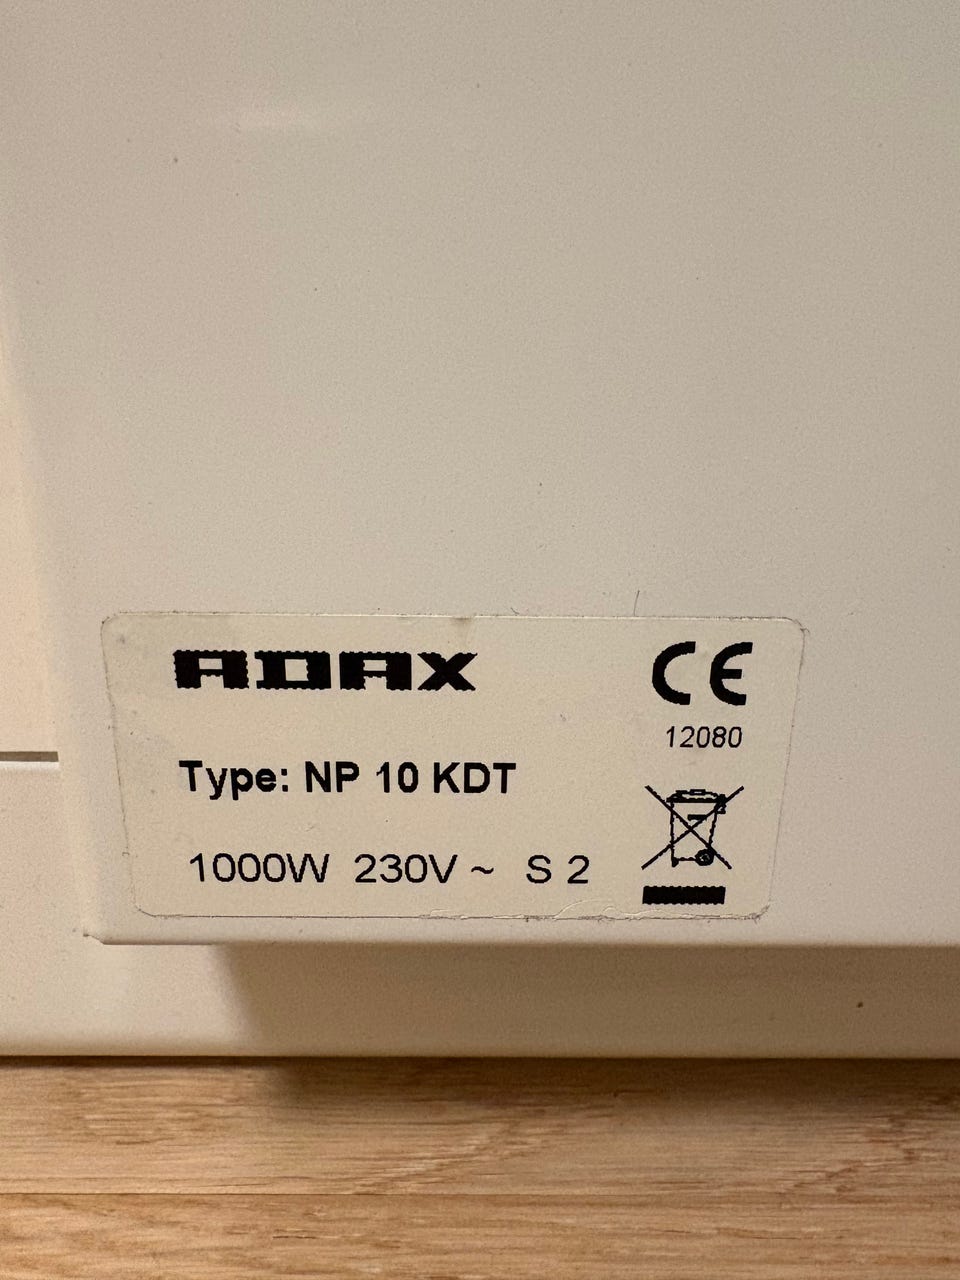 ADAX
CE
12080
Type: NP 10 KDT
1000W 230V ~ S 2